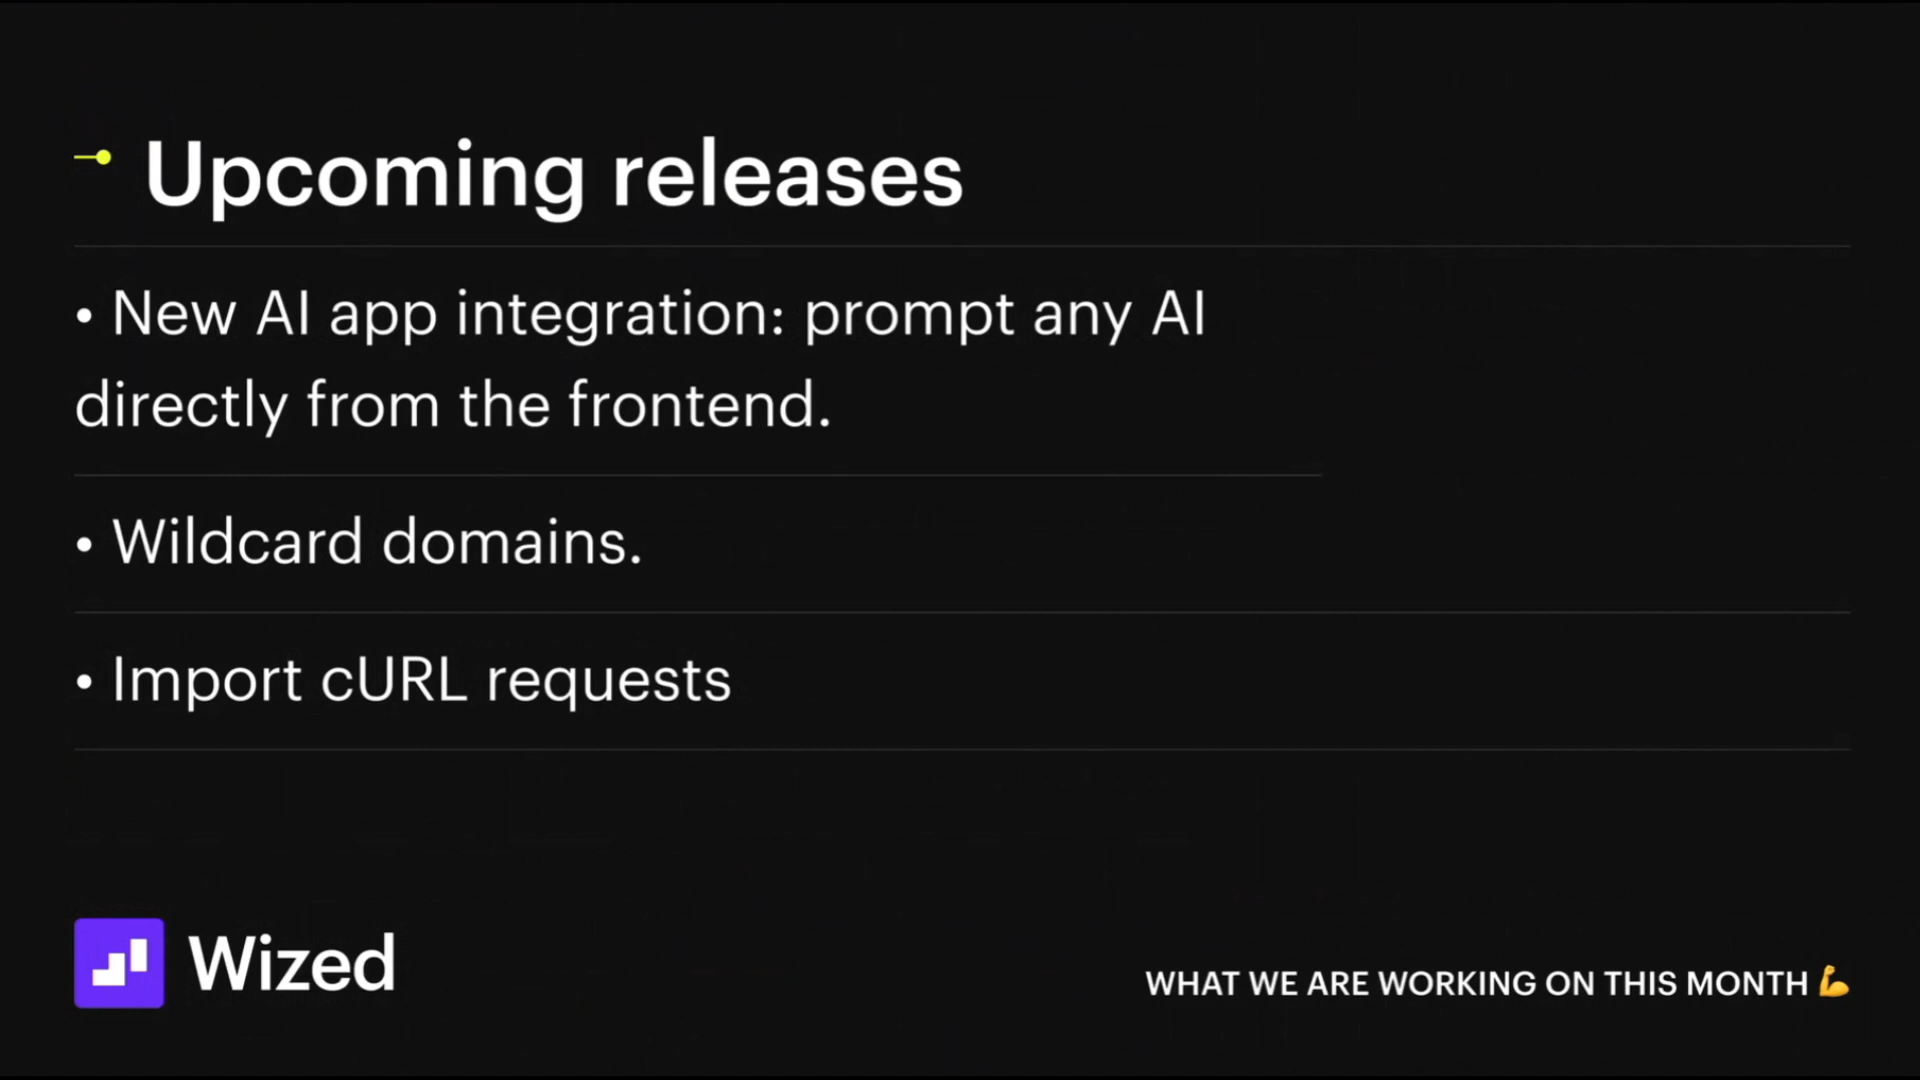 Upcoming releases
• New AI app integration: prompt any AI
directly from the frontend.
• Wildcard domains.
• Import cURL requests
Wized
WHAT WE ARE WORKING ON THIS MONTH 💪